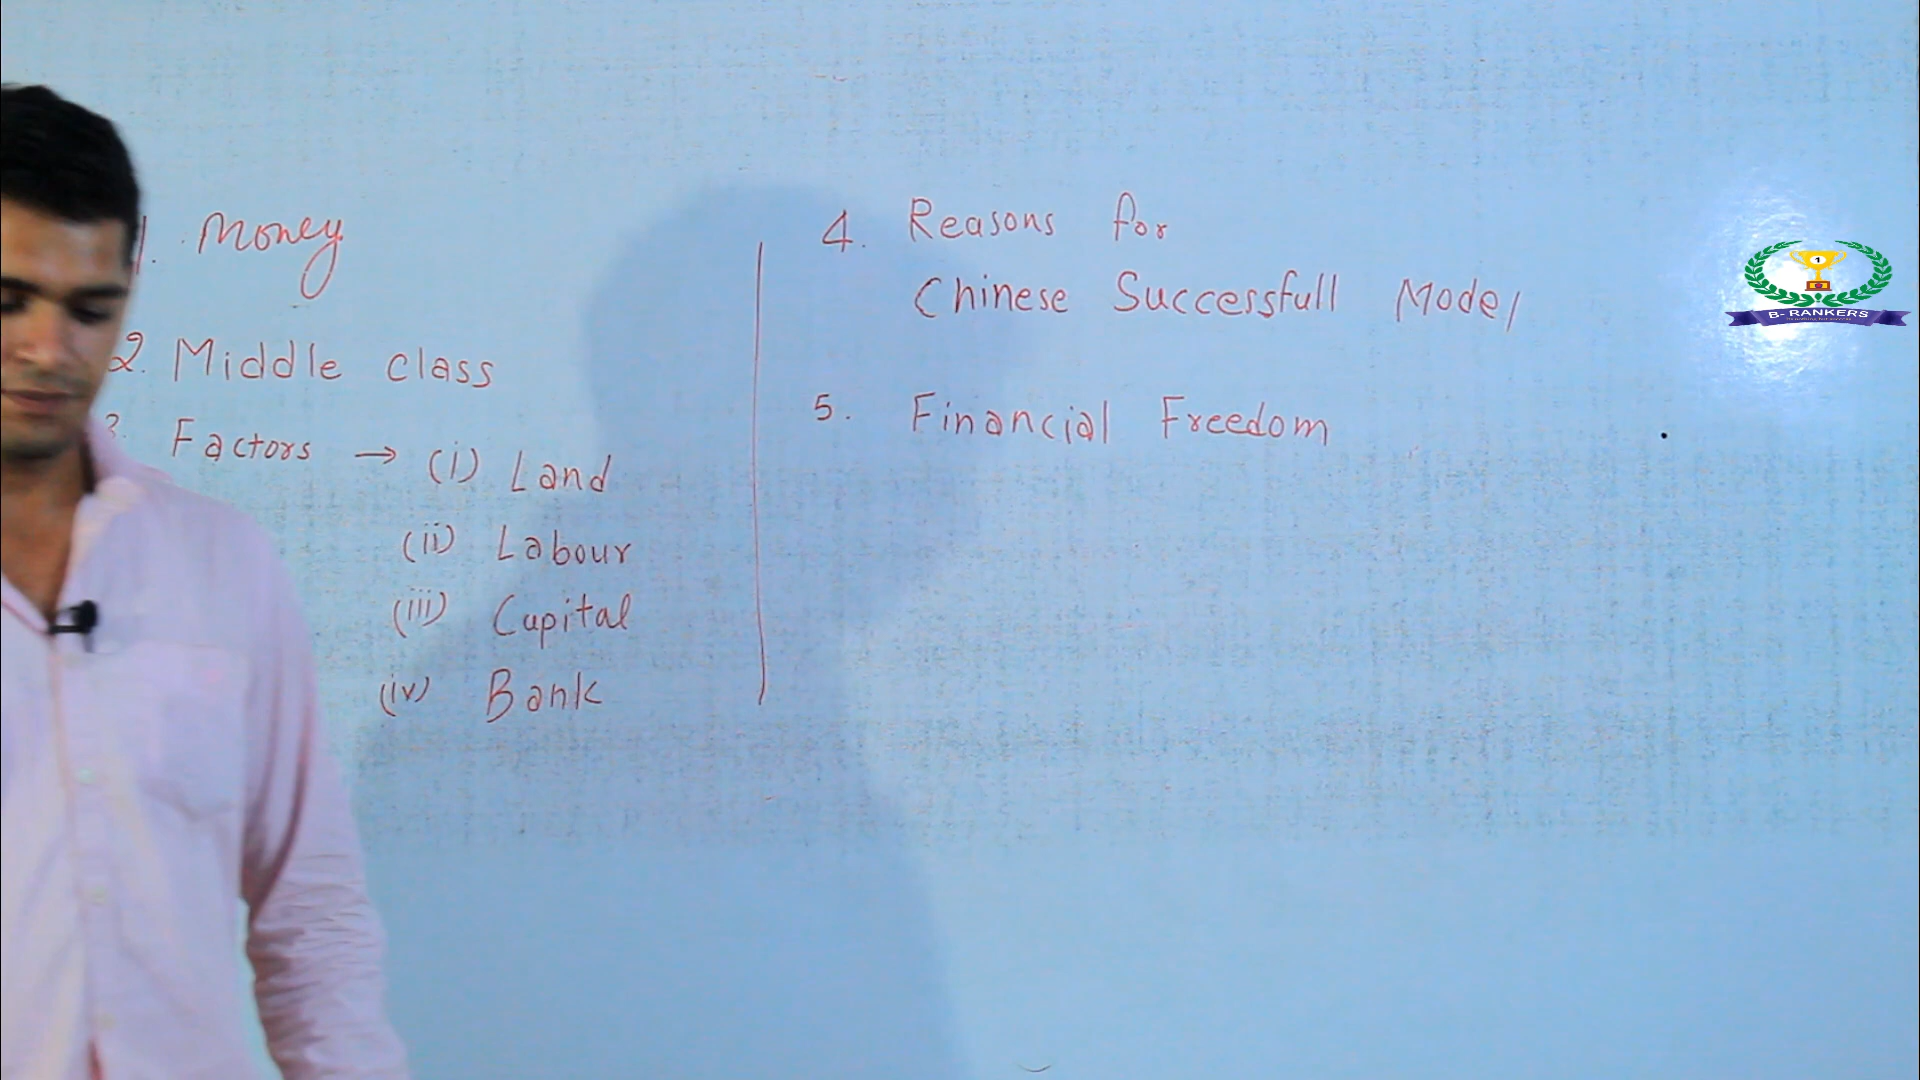 1. Money
2. Middle class
3. Factors → (i) Land
(ii) Labour
(iii) Capital
(iv) Bank
4. Reasons for
Chinese Successfull Model
5. Financial Freedom
1
B- RANKERS